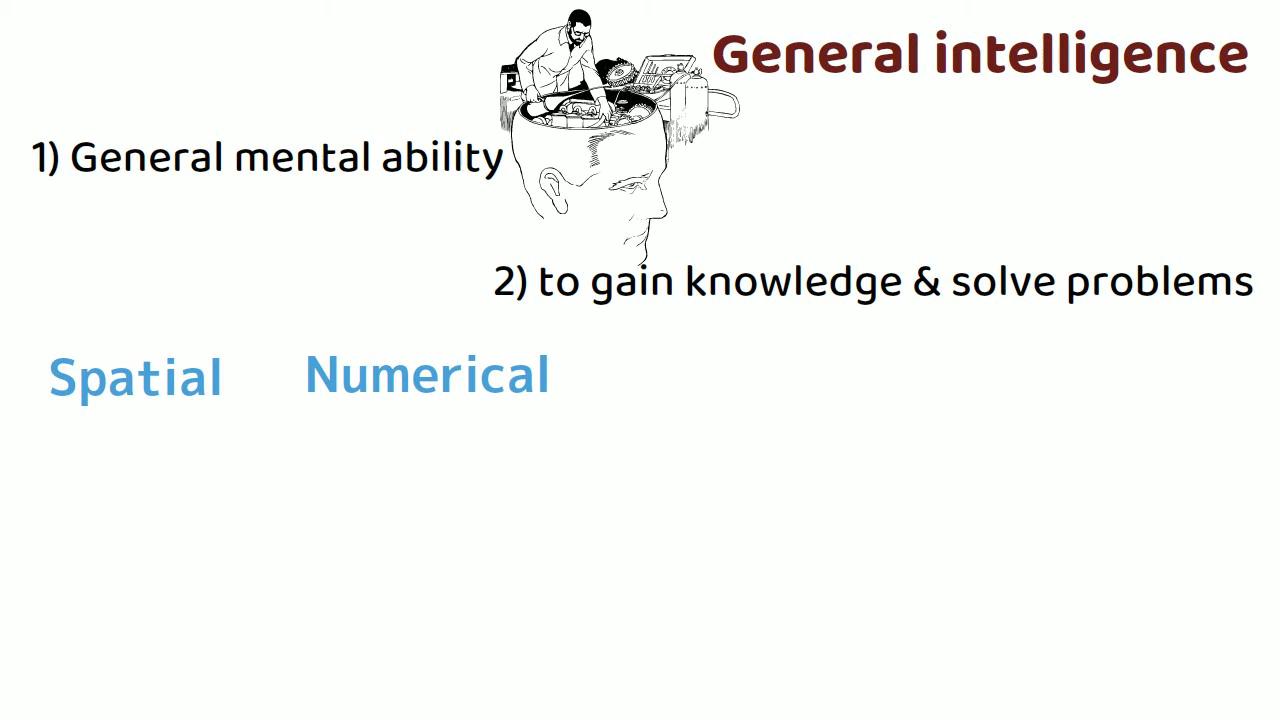 General intelligence
1) General mental ability
2) to gain knowledge & solve problems
Spatial
Numerical